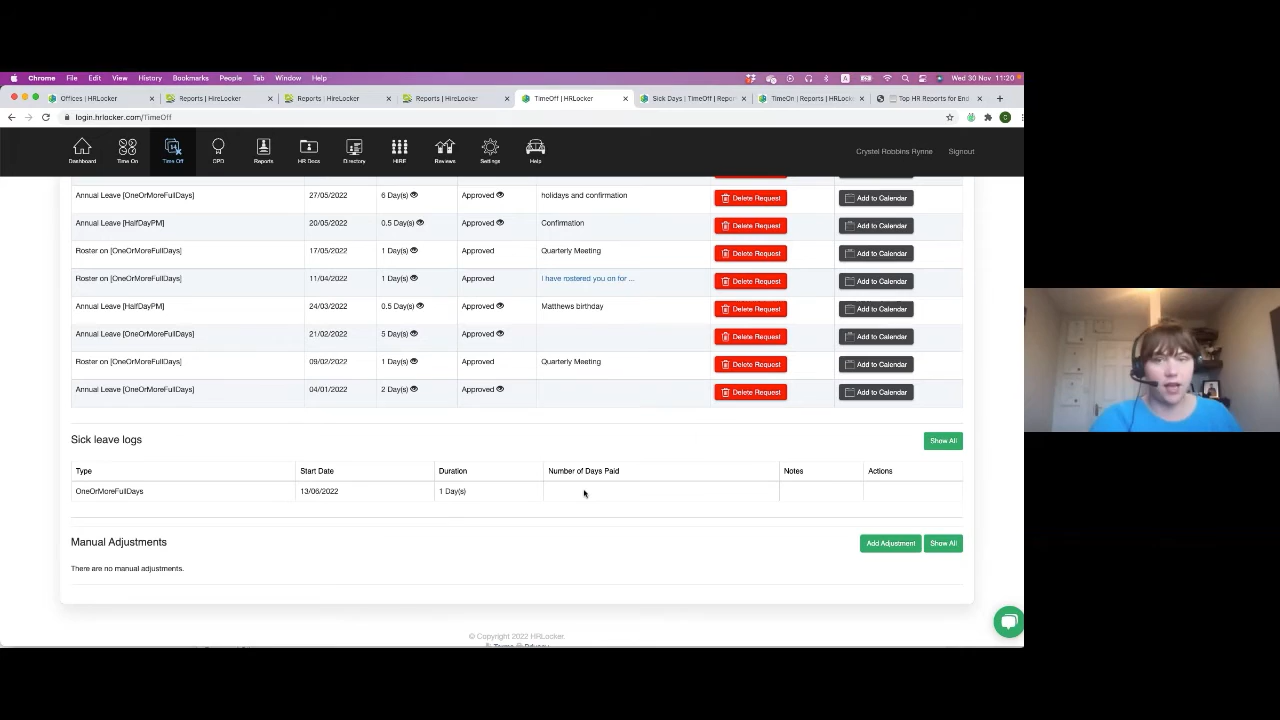 Chrome File Edit View History Bookmarks People Tab Window Help
A Wed 30 Nov 11:20
Offices | HRLocker Reports | HireLocker Reports | HireLocker Reports | HireLocker TimeOff | HRLocker Sick Days | TimeOff | Repor TimeOn | Reports | HRLocker Top HR Reports for End
login.hrlocker.com/TimeOff
Dashboard Time On Time Off CPD Reports HR Docs Directory HIRE Reviews Settings Help Crystel Robbins Rynne Signout
Annual Leave [OneOrMoreFullDays] 27/05/2022 6 Day(s) Approved holidays and confirmation Delete Request Add to Calendar
Annual Leave [HalfDayPM] 20/05/2022 0.5 Day(s) Approved Confirmation Delete Request Add to Calendar
Roster on [OneOrMoreFullDays] 17/05/2022 1 Day(s) Approved Quarterly Meeting Delete Request Add to Calendar
Roster on [OneOrMoreFullDays] 11/04/2022 1 Day(s) Approved I have rostered you on for ... Delete Request Add to Calendar
Annual Leave [HalfDayPM] 24/03/2022 0.5 Day(s) Approved Matthews birthday Delete Request Add to Calendar
Annual Leave [OneOrMoreFullDays] 21/02/2022 5 Day(s) Approved Delete Request Add to Calendar
Roster on [OneOrMoreFullDays] 09/02/2022 1 Day(s) Approved Quarterly Meeting Delete Request Add to Calendar
Annual Leave [OneOrMoreFullDays] 04/01/2022 2 Day(s) Approved Delete Request Add to Calendar
Sick leave logs Show All
Type Start Date Duration Number of Days Paid Notes Actions
OneOrMoreFullDays 13/06/2022 1 Day(s)
Manual Adjustments Add Adjustment Show All
There are no manual adjustments.
© Copyright 2022 HRLocker.
Terms Privacy